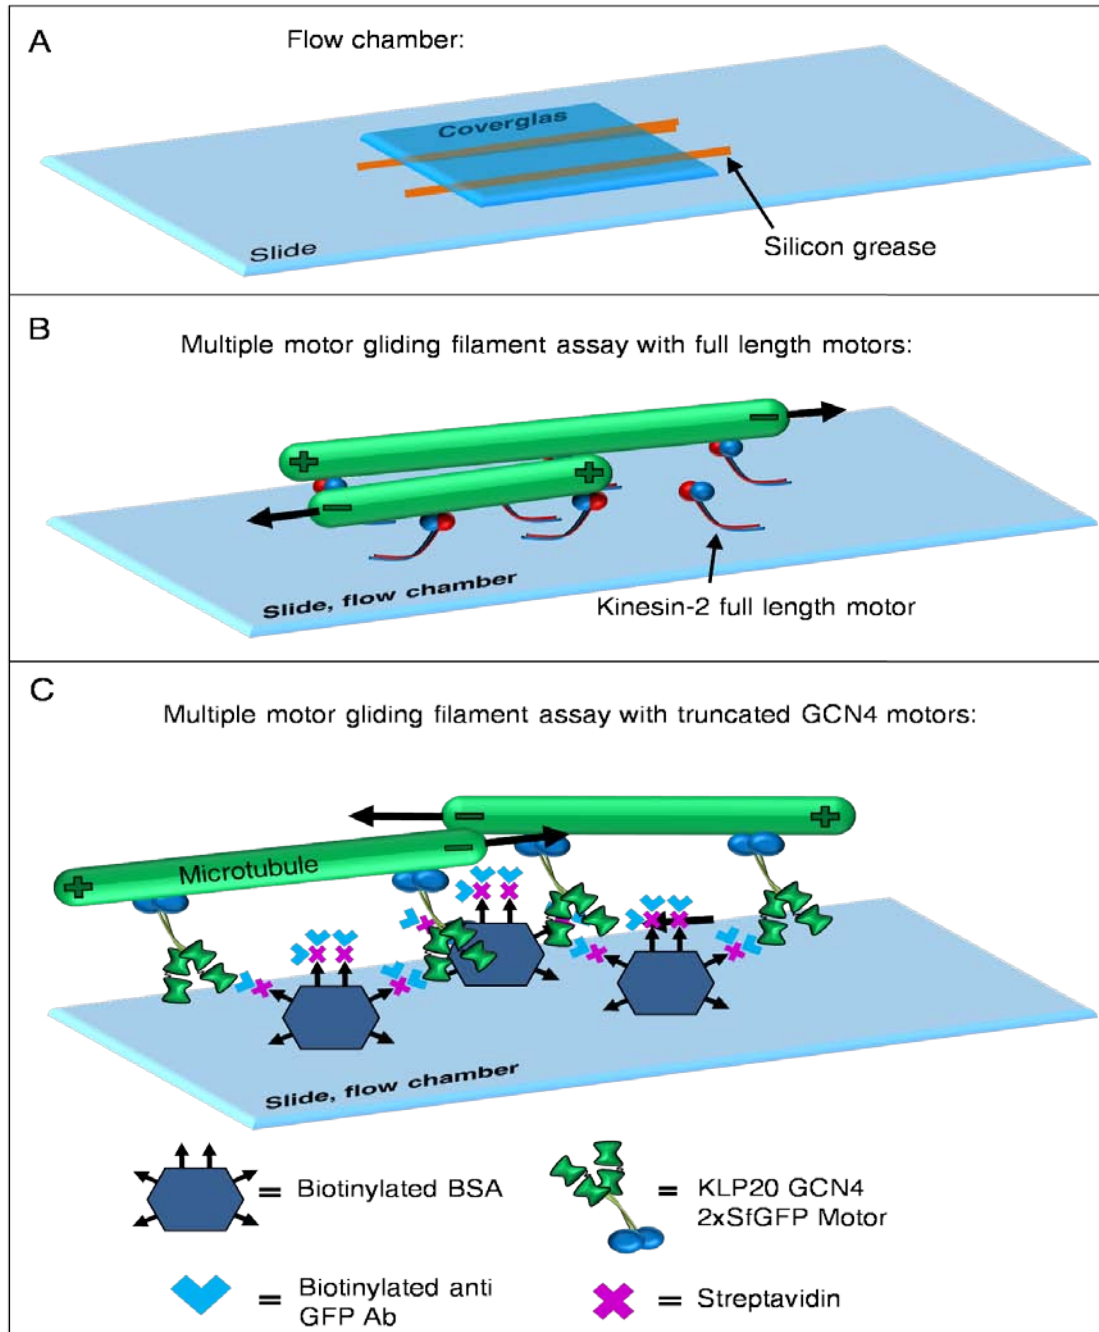 A
Flow chamber:
Coverglas
Slide
Silicon grease
B
Multiple motor gliding filament assay with full length motors:
−
+
+
−
Slide, flow chamber
Kinesin-2 full length motor
C
Multiple motor gliding filament assay with truncated GCN4 motors:
− +
−
Microtubule
+
Slide, flow chamber
= Biotinylated BSA
= KLP20 GCN4
2xSfGFP Motor
= Biotinylated anti
GFP Ab
= Streptavidin